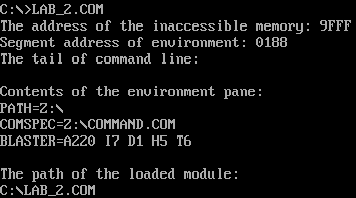 C:\>LAB_2.COM
The address of the inaccessible memory: 9FFF
Segment address of environment: 0188
The tail of command line:
Contents of the environment pane:
PATH=Z:\
COMSPEC=Z:\COMMAND.COM
BLASTER=A220 I7 D1 H5 T6
The path of the loaded module:
C:\LAB_2.COM